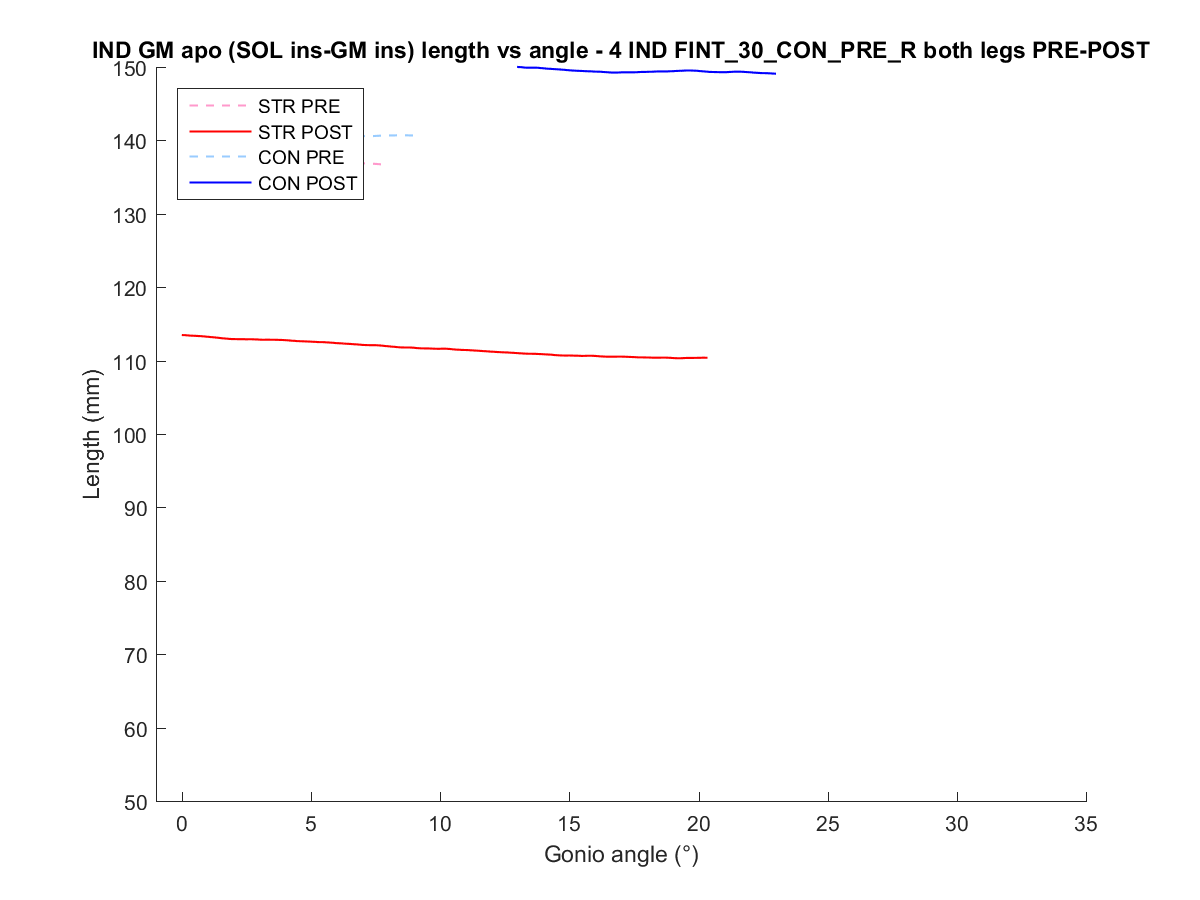 IND GM apo (SOL ins-GM ins) length vs angle - 4 IND FINT_30_CON_PRE_R both legs PRE-POST
150
140
130
120
110
100
90
80
70
60
50
Length (mm)
STR PRE
STR POST
CON PRE
CON POST
0 5 10 15 20 25 30 35
Gonio angle (°)